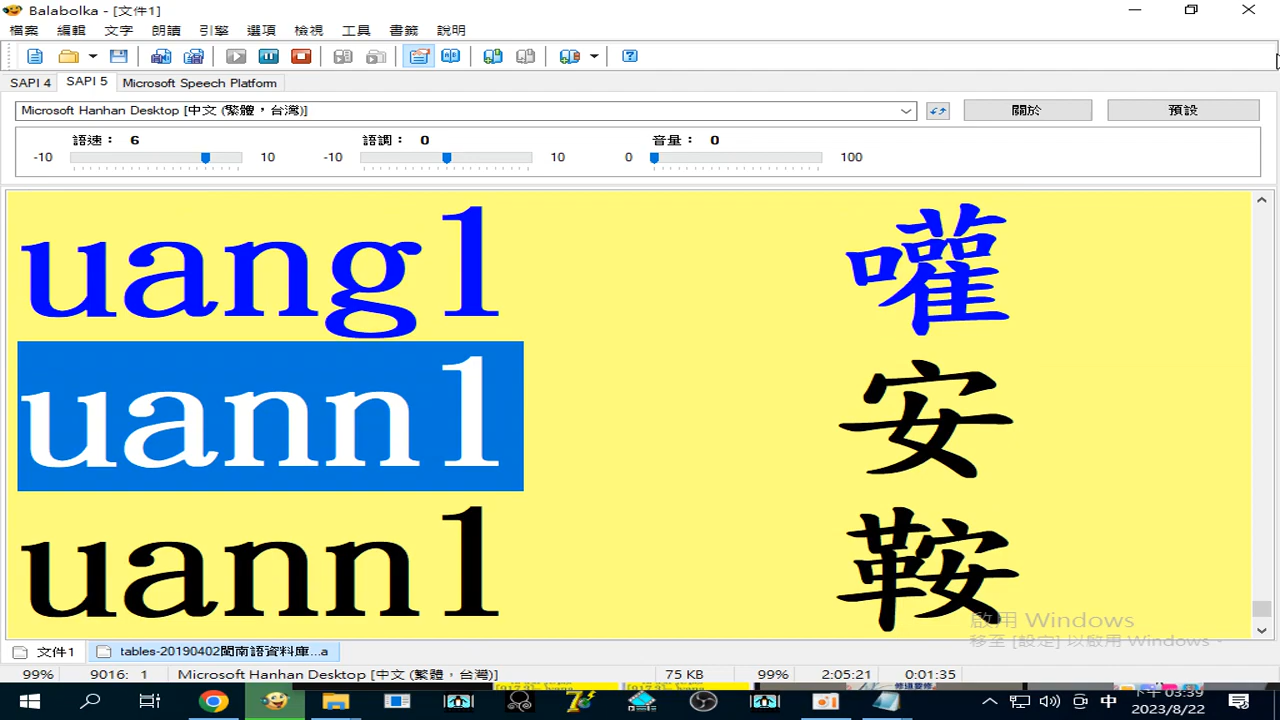 Balabolka - [文件1]
檔案 編輯 文字 朗讀 引擎 選項 檢視 工具 書籤 說明
SAPI 4 SAPI 5 Microsoft Speech Platform
Microsoft Hanhan Desktop [中文 (繁體，台灣)] 關於 預設
語速： 6 語調： 0 音量： 0
-10 10 -10 10 0 100
uang1 嚾
uann1 安
uann1 鞍
啟用 Windows
移至 [設定] 以啟用 Windows。
文件1 tables-20190402閩南語資料庫...a
99% 9016: 1 Microsoft Hanhan Desktop [中文 (繁體，台灣)] 75 KB 99% 2:05:21 0:01:35
中 下午 03:39
2023/8/22